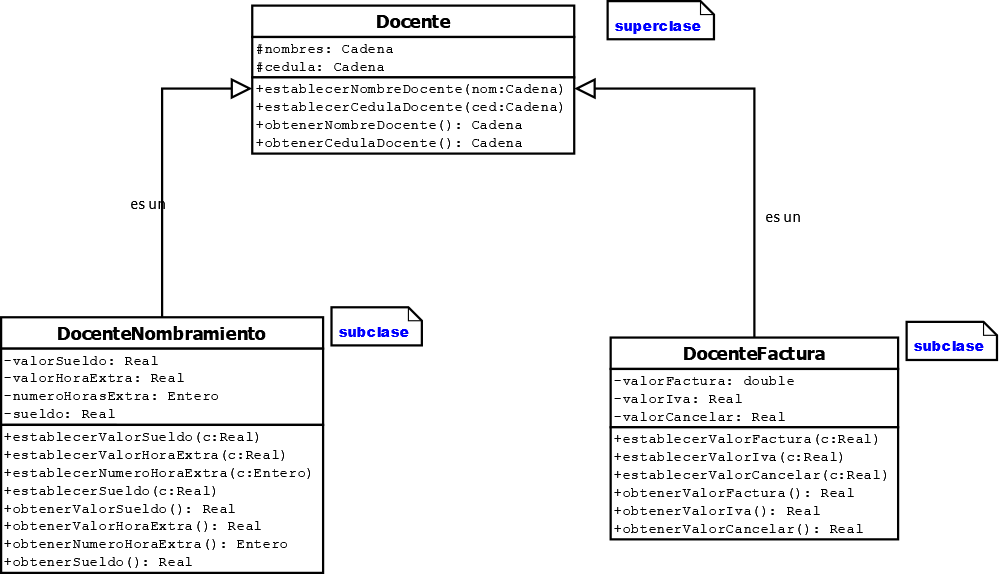 Docente
superclase
#nombres: Cadena
#cedula: Cadena
+establecerNombreDocente(nom:Cadena)
+establecerCedulaDocente(ced:Cadena)
+obtenerNombreDocente(): Cadena
+obtenerCedulaDocente(): Cadena
es un
es un
DocenteNombramiento
subclase
-valorSueldo: Real
-valorHoraExtra: Real
-numeroHorasExtra: Entero
-sueldo: Real
+establecerValorSueldo(c:Real)
+establecerValorHoraExtra(c:Real)
+establecerNumeroHoraExtra(c:Entero)
+establecerSueldo(c:Real)
+obtenerValorSueldo(): Real
+obtenerValorHoraExtra(): Real
+obtenerNumeroHoraExtra(): Entero
+obtenerSueldo(): Real
DocenteFactura
subclase
-valorFactura: double
-valorIva: Real
-valorCancelar: Real
+establecerValorFactura(c:Real)
+establecerValorIva(c:Real)
+establecerValorCancelar(c:Real)
+obtenerValorFactura(): Real
+obtenerValorIva(): Real
+obtenerValorCancelar(): Real